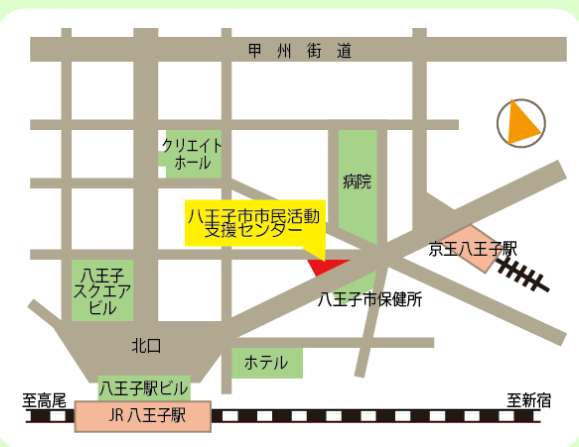 甲州街道
クリエイト
ホール
病院
八王子市市民活動
支援センター
京王八王子駅
八王子
スクエア
ビル
八王子市保健所
北口
ホテル
八王子駅ビル
至高尾
JR 八王子駅
至新宿